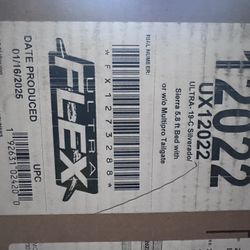 12022
UX12022
ULTRA- 19-C Silverado/
Sierra 5.8 ft Bed with
or w/o Multipro Tailgate
RIAL NUMBER:
*FX1273288*
ULTRA
FLEX
DATE PRODUCED
01/16/2025
UPC